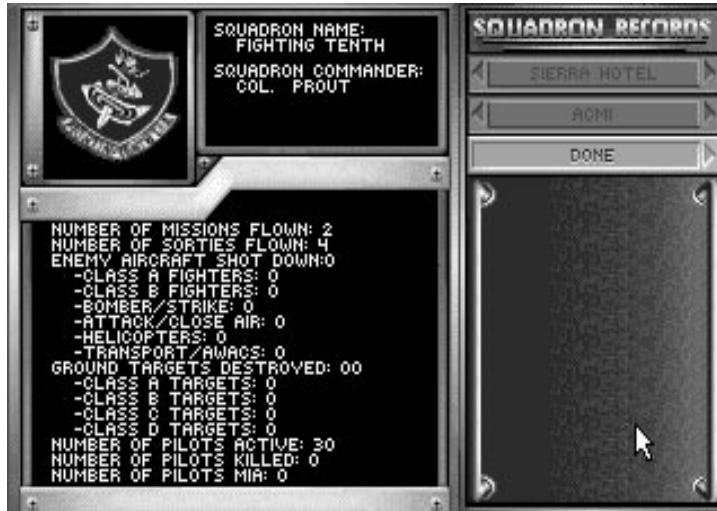 SQUADRON NAME:
FIGHTING TENTH
SQUADRON COMMANDER:
COL. PROUT
SQUADRON RECORDS
SIERRA HOTEL
ACMI
DONE
NUMBER OF MISSIONS FLOWN: 2
NUMBER OF SORTIES FLOWN: 4
ENEMY AIRCRAFT SHOT DOWN:0
-CLASS A FIGHTERS: 0
-CLASS B FIGHTERS: 0
-BOMBER/STRIKE: 0
-ATTACK/CLOSE AIR: 0
-HELICOPTERS: 0
-TRANSPORT/AWACS: 0
GROUND TARGETS DESTROYED: 00
-CLASS A TARGETS: 0
-CLASS B TARGETS: 0
-CLASS C TARGETS: 0
-CLASS D TARGETS: 0
NUMBER OF PILOTS ACTIVE: 30
NUMBER OF PILOTS KILLED: 0
NUMBER OF PILOTS MIA: 0